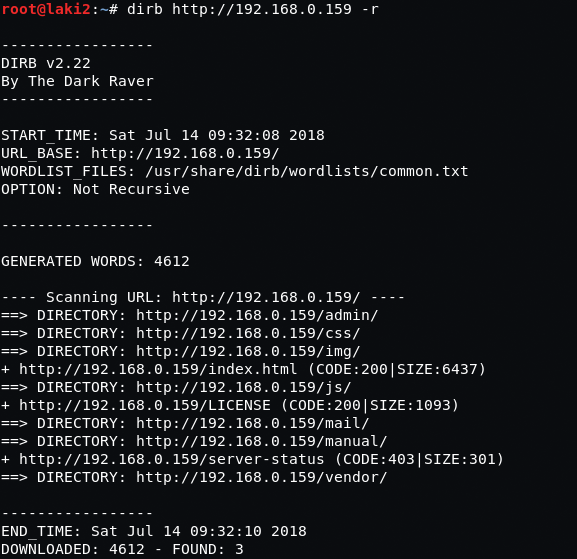 root@laki2:~# dirb http://192.168.0.159 -r
-----------------
DIRB v2.22
By The Dark Raver
-----------------
START_TIME: Sat Jul 14 09:32:08 2018
URL_BASE: http://192.168.0.159/
WORDLIST_FILES: /usr/share/dirb/wordlists/common.txt
OPTION: Not Recursive
-----------------
GENERATED WORDS: 4612
---- Scanning URL: http://192.168.0.159/ ----
==> DIRECTORY: http://192.168.0.159/admin/
==> DIRECTORY: http://192.168.0.159/css/
==> DIRECTORY: http://192.168.0.159/img/
+ http://192.168.0.159/index.html (CODE:200|SIZE:6437)
==> DIRECTORY: http://192.168.0.159/js/
+ http://192.168.0.159/LICENSE (CODE:200|SIZE:1093)
==> DIRECTORY: http://192.168.0.159/mail/
==> DIRECTORY: http://192.168.0.159/manual/
+ http://192.168.0.159/server-status (CODE:403|SIZE:301)
==> DIRECTORY: http://192.168.0.159/vendor/
-----------------
END_TIME: Sat Jul 14 09:32:10 2018
DOWNLOADED: 4612 - FOUND: 3